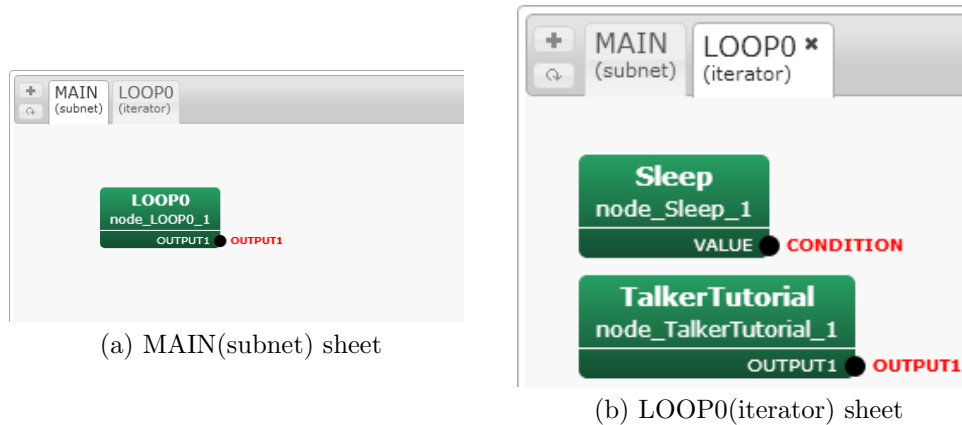 MAIN
(subnet)
LOOP0
(iterator)
LOOP0
node_LOOP0_1
OUTPUT1
OUTPUT1
(a) MAIN(subnet) sheet
MAIN
(subnet)
LOOP0 ✖
(iterator)
Sleep
node_Sleep_1
VALUE
CONDITION
TalkerTutorial
node_TalkerTutorial_1
OUTPUT1
OUTPUT1
(b) LOOP0(iterator) sheet